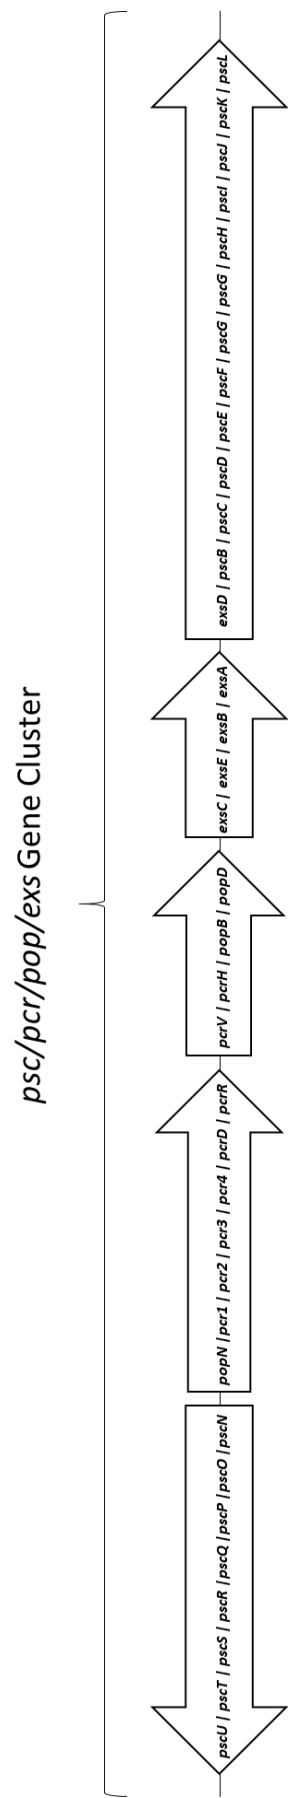 psc/pcr/pop/exs Gene Cluster
pscU | pscT | pscS | pscR | pscQ |pscP | pscO |pscN
popN |pcr1 | pcr2 | pcr3 | pcr4 | pcrD | pcrR
pcrV | pcrH | popB | popD
exsC | exsE | exsB | exsA
exsD | pscB | pscC | pscD | pscE | pscF | pscG | pscG | pscH | pscI | pscJ | pscK | pscL